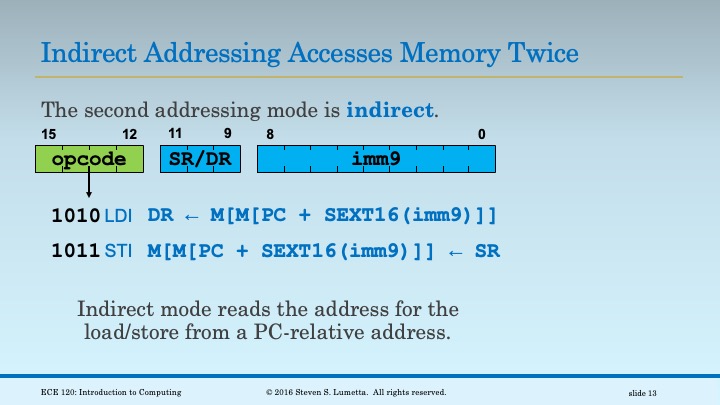 Indirect Addressing Accesses Memory Twice
The second addressing mode is indirect.
15 12 11 9 8 0
opcode SR/DR imm9
1010 LDI DR ← M[M[PC + SEXT16(imm9)]]
1011 STI M[M[PC + SEXT16(imm9)]] ← SR
Indirect mode reads the address for the
load/store from a PC-relative address.
ECE 120: Introduction to Computing © 2016 Steven S. Lumetta. All rights reserved. slide 13